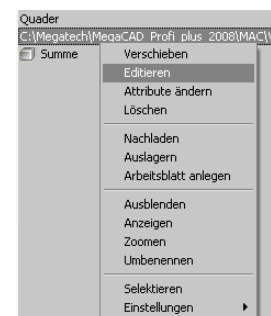 Quader
C:\Megatech\MegaCAD Profi plus 2008\MAC\
Summe
Verschieben
Editieren
Attribute ändern
Löschen
Nachladen
Auslagern
Arbeitsblatt anlegen
Ausblenden
Anzeigen
Zoomen
Umbenennen
Selektieren
Einstellungen